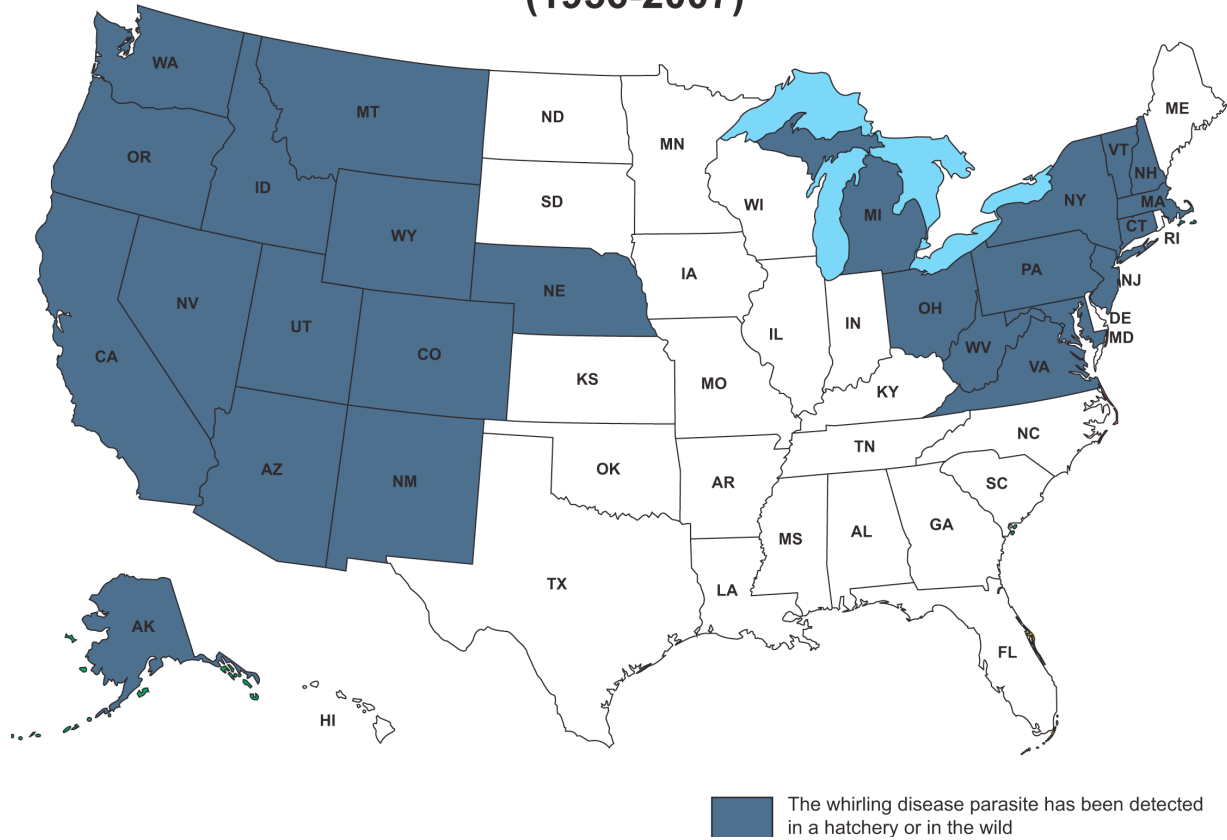 (1956-2007)
WA
MT
ND
MN
ME
OR
ID
SD
WI
VT
NH
NY
MA
MI
CT
RI
WY
IA
PA
NE
NJ
NV
OH
IN
IL
UT
DE
CO
MD
WV
CA
VA
KS
MO
KY
NC
TN
AZ
OK
NM
AR
SC
GA
AL
MS
TX
LA
AK
FL
HI
The whirling disease parasite has been detected
in a hatchery or in the wild